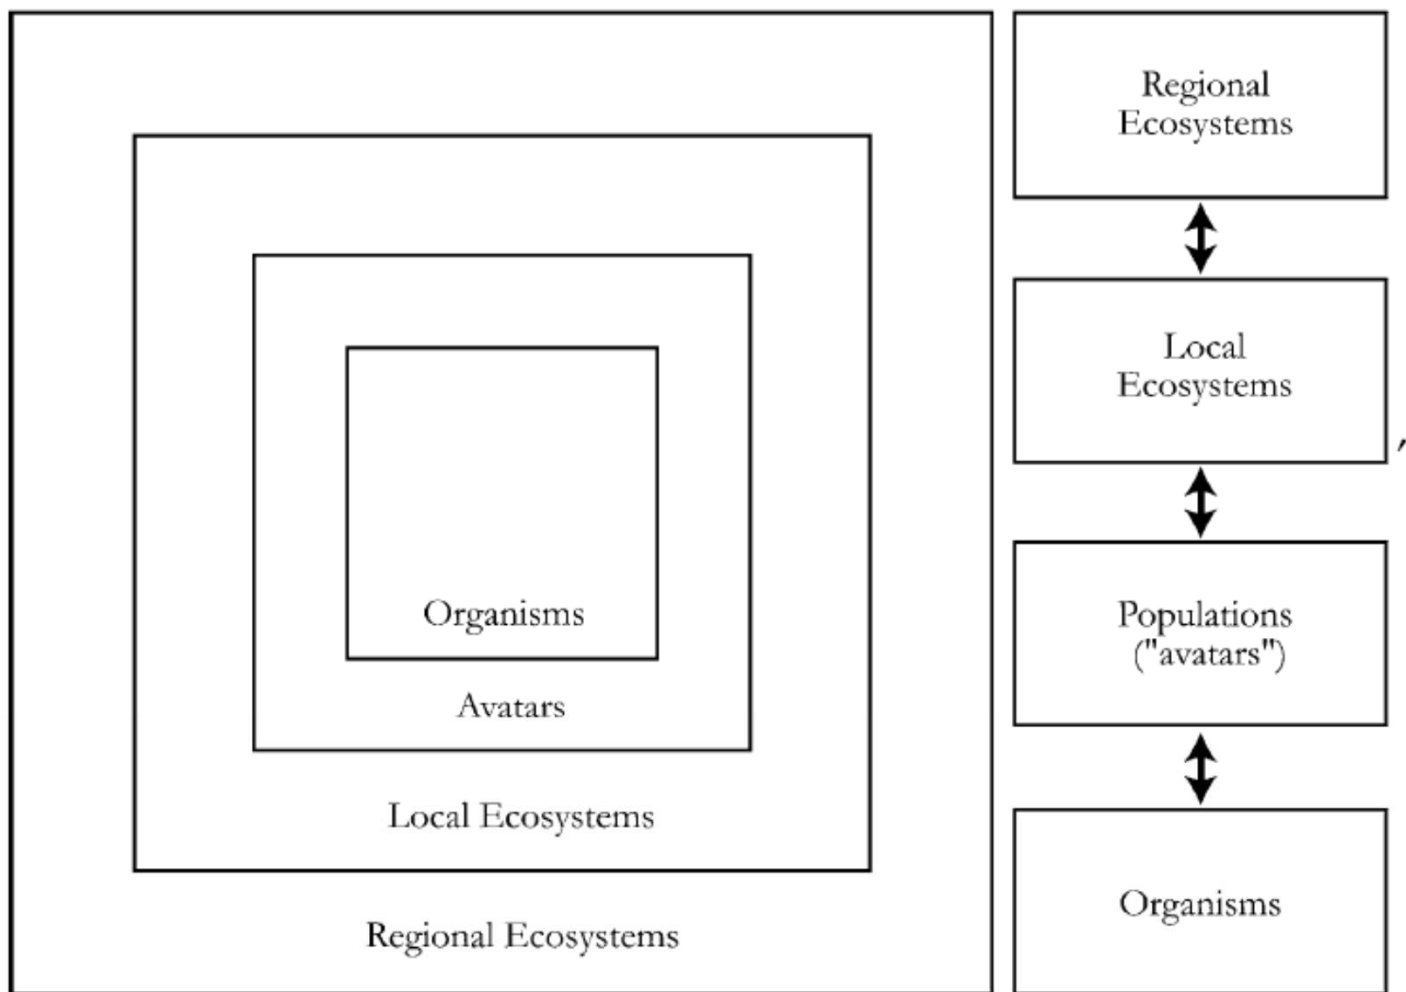 Organisms
Avatars
Local Ecosystems
Regional Ecosystems
Regional
Ecosystems
Local
Ecosystems
,
Populations
("avatars")
Organisms